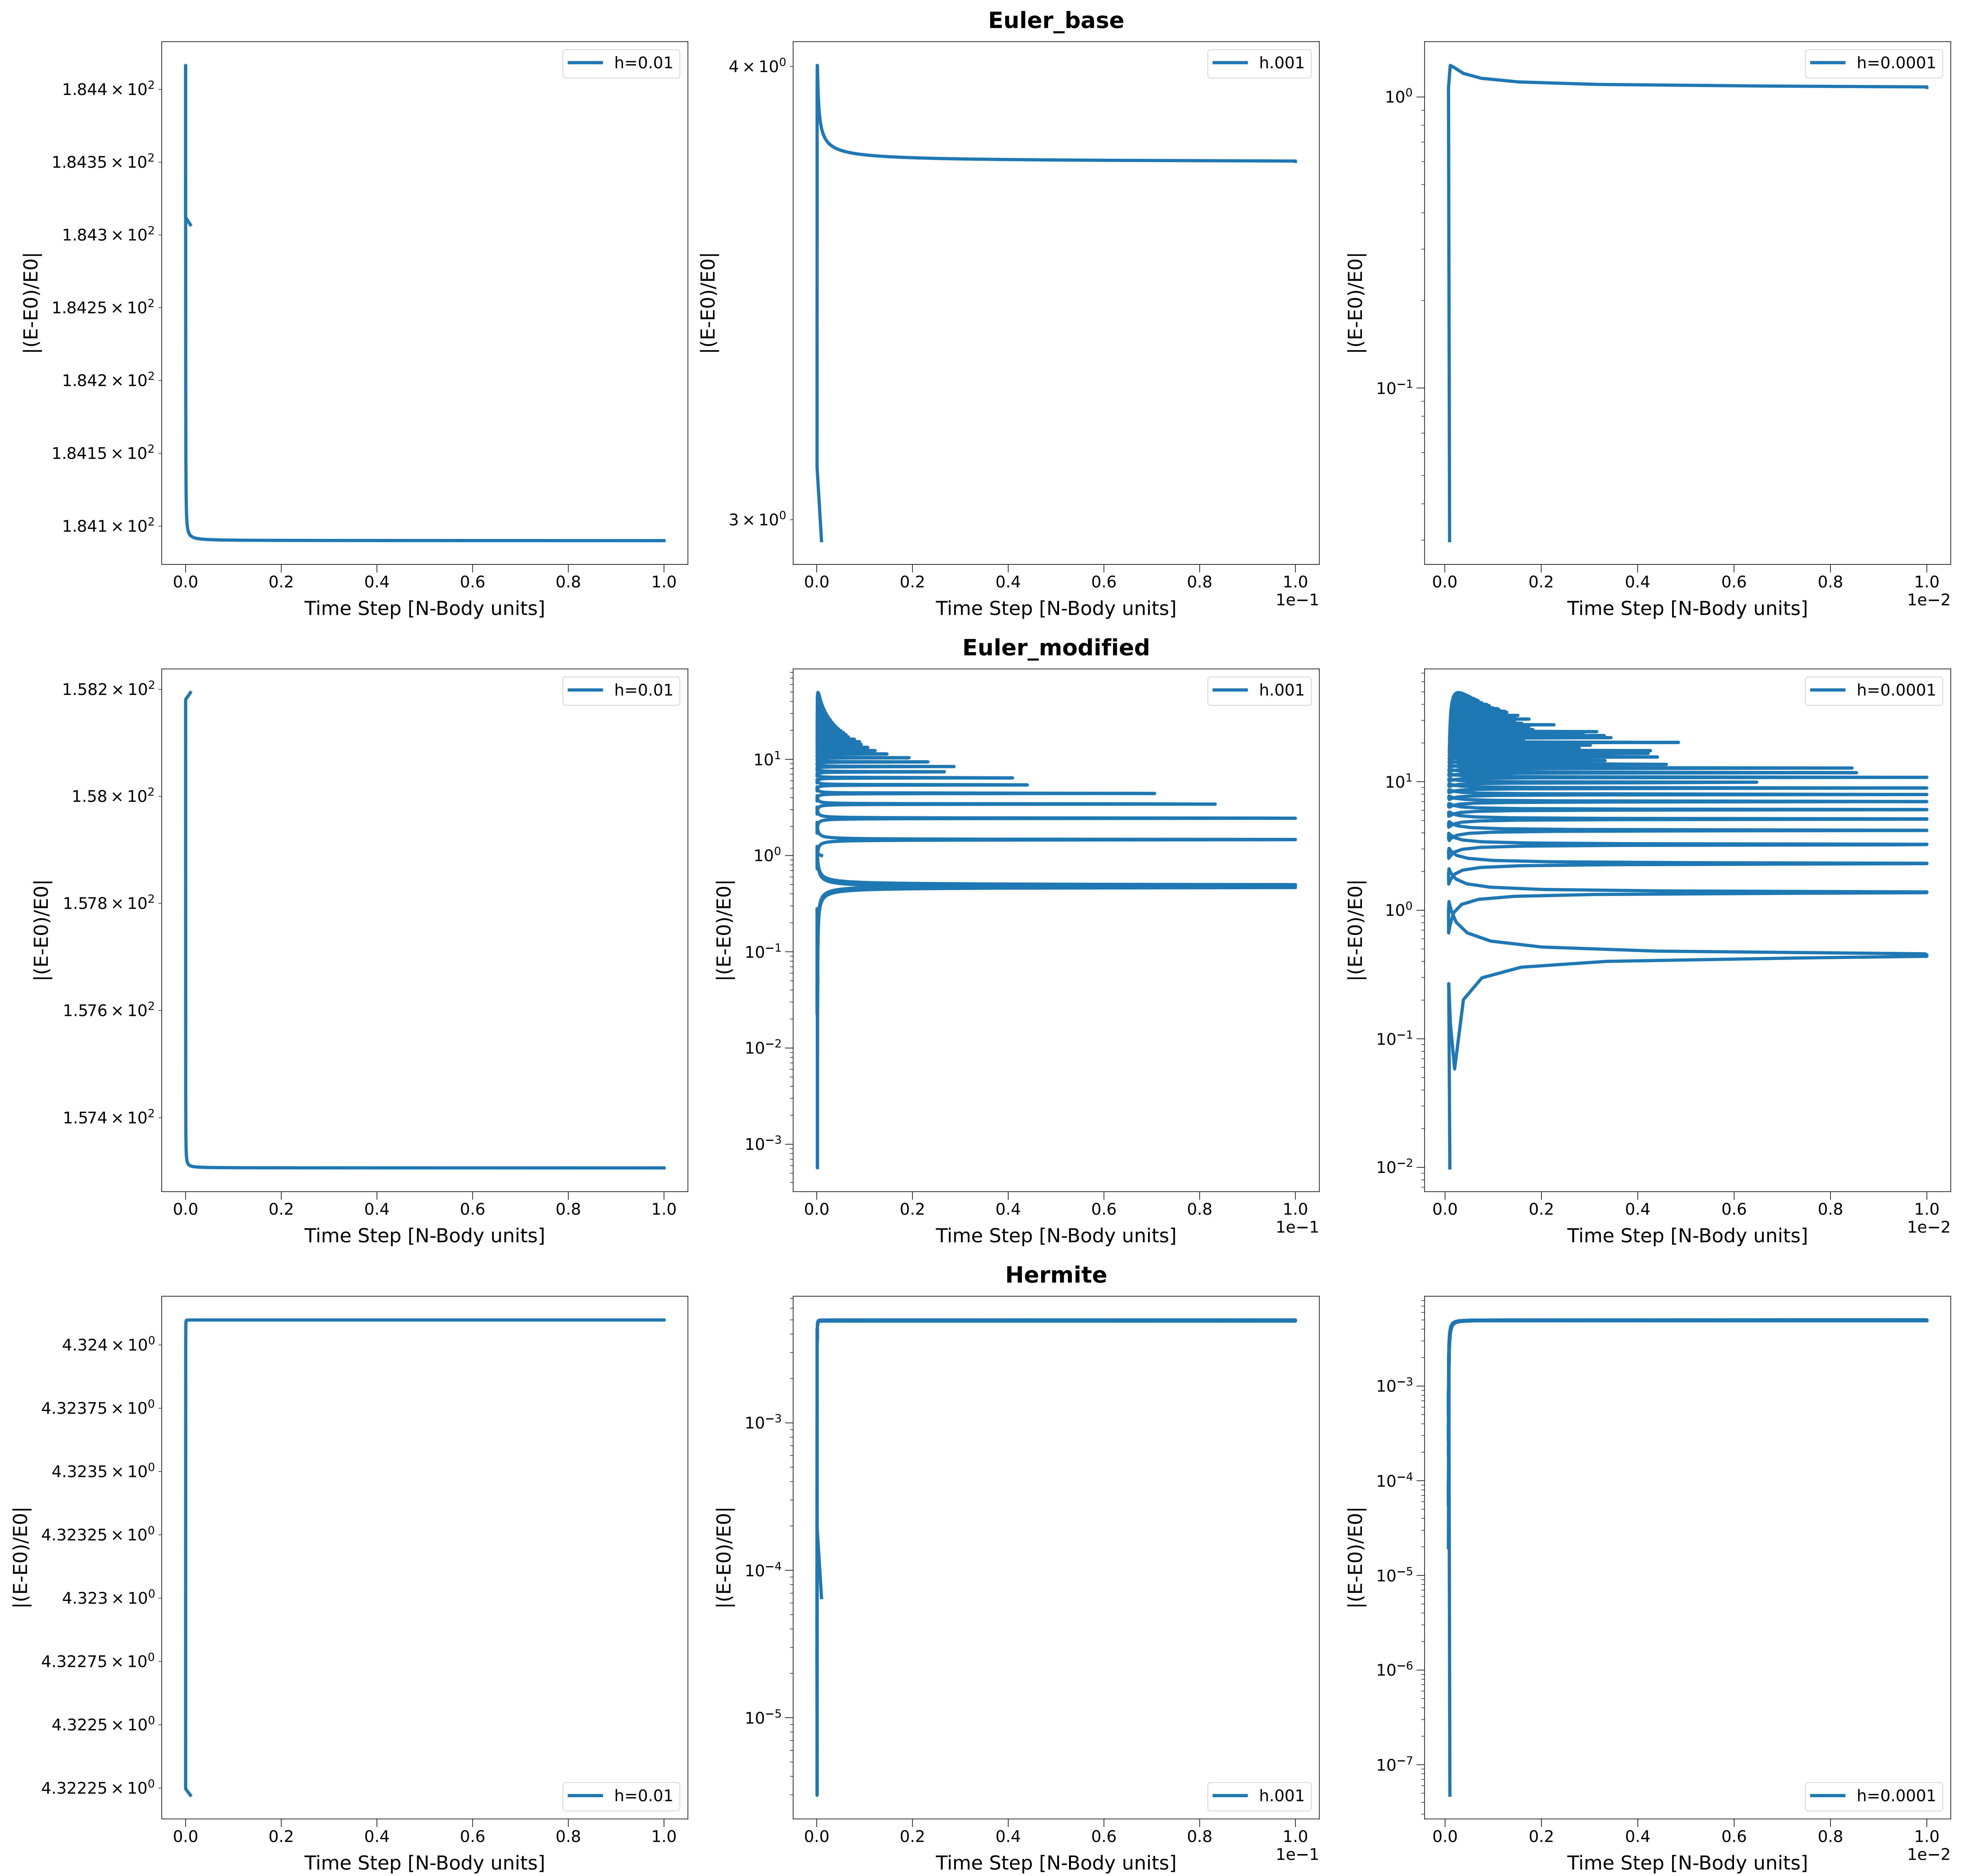 Euler_base
|(E-E0)/E0|
1.844 × 10²
1.8435 × 10²
1.843 × 10²
1.8425 × 10²
1.842 × 10²
1.8415 × 10²
1.841 × 10²
h=0.01
0.0 0.2 0.4 0.6 0.8 1.0
Time Step [N-Body units]
|(E-E0)/E0|
4 × 10⁰
3 × 10⁰
h.001
0.0 0.2 0.4 0.6 0.8 1.0
1e−1
Time Step [N-Body units]
|(E-E0)/E0|
10⁰
10⁻¹
h=0.0001
0.0 0.2 0.4 0.6 0.8 1.0
1e−2
Time Step [N-Body units]
Euler_modified
|(E-E0)/E0|
1.582 × 10²
1.58 × 10²
1.578 × 10²
1.576 × 10²
1.574 × 10²
h=0.01
0.0 0.2 0.4 0.6 0.8 1.0
Time Step [N-Body units]
|(E-E0)/E0|
10¹
10⁰
10⁻¹
10⁻²
10⁻³
h.001
0.0 0.2 0.4 0.6 0.8 1.0
1e−1
Time Step [N-Body units]
|(E-E0)/E0|
10¹
10⁰
10⁻¹
10⁻²
h=0.0001
0.0 0.2 0.4 0.6 0.8 1.0
1e−2
Time Step [N-Body units]
Hermite
|(E-E0)/E0|
4.324 × 10⁰
4.32375 × 10⁰
4.3235 × 10⁰
4.32325 × 10⁰
4.323 × 10⁰
4.32275 × 10⁰
4.3225 × 10⁰
4.32225 × 10⁰
h=0.01
0.0 0.2 0.4 0.6 0.8 1.0
Time Step [N-Body units]
|(E-E0)/E0|
10⁻³
10⁻⁴
10⁻⁵
h.001
0.0 0.2 0.4 0.6 0.8 1.0
1e−1
Time Step [N-Body units]
|(E-E0)/E0|
10⁻³
10⁻⁴
10⁻⁵
10⁻⁶
10⁻⁷
h=0.0001
0.0 0.2 0.4 0.6 0.8 1.0
1e−2
Time Step [N-Body units]